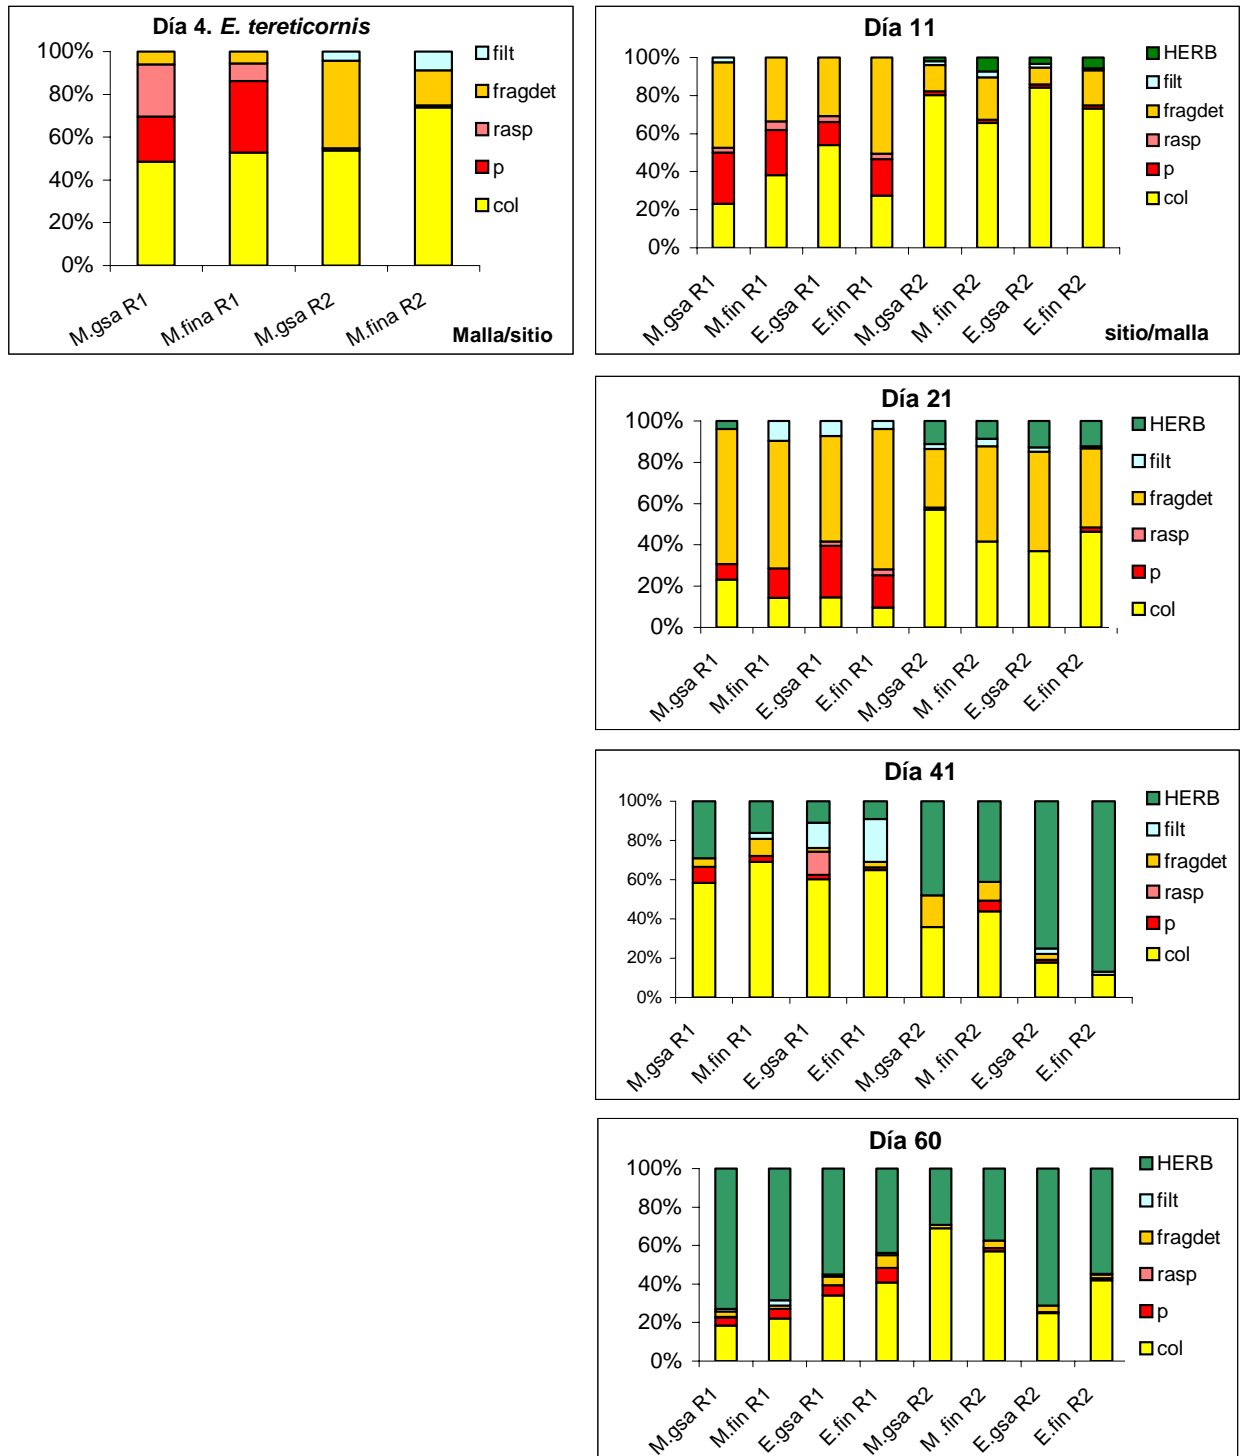 Día 4. E. tereticornis
100%
80%
60%
40%
20%
0%
M.gsa R1
M.fina R1
M.gsa R2
M.fina R2
Malla/sitio
filt
fragdet
rasp
p
col
Día 11
100%
80%
60%
40%
20%
0%
M.gsa R1
M.fin R1
E.gsa R1
E.fin R1
M.gsa R2
M .fin R2
E.gsa R2
E.fin R2
sitio/malla
HERB
filt
fragdet
rasp
p
col
Día 21
100%
80%
60%
40%
20%
0%
M.gsa R1
M.fin R1
E.gsa R1
E.fin R1
M.gsa R2
M .fin R2
E.gsa R2
E.fin R2
HERB
filt
fragdet
rasp
p
col
Día 41
100%
80%
60%
40%
20%
0%
M.gsa R1
M.fin R1
E.gsa R1
E.fin R1
M.gsa R2
M .fin R2
E.gsa R2
E.fin R2
HERB
filt
fragdet
rasp
p
col
Día 60
100%
80%
60%
40%
20%
0%
M.gsa R1
M.fin R1
E.gsa R1
E.fin R1
M.gsa R2
M .fin R2
E.gsa R2
E.fin R2
HERB
filt
fragdet
rasp
p
col